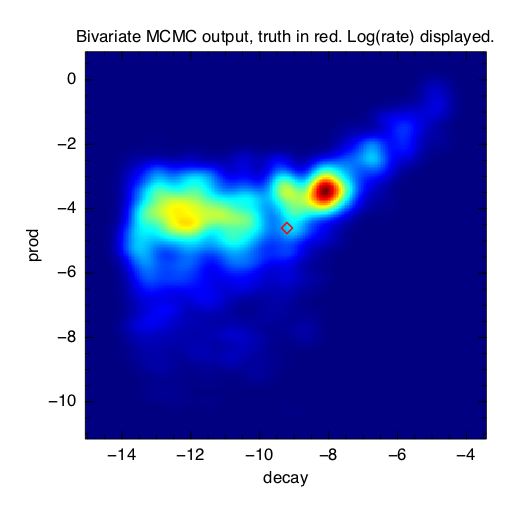 Bivariate MCMC output, truth in red. Log(rate) displayed.
0
−2
−4
−6
−8
−10
prod
−14 −12 −10 −8 −6 −4
decay